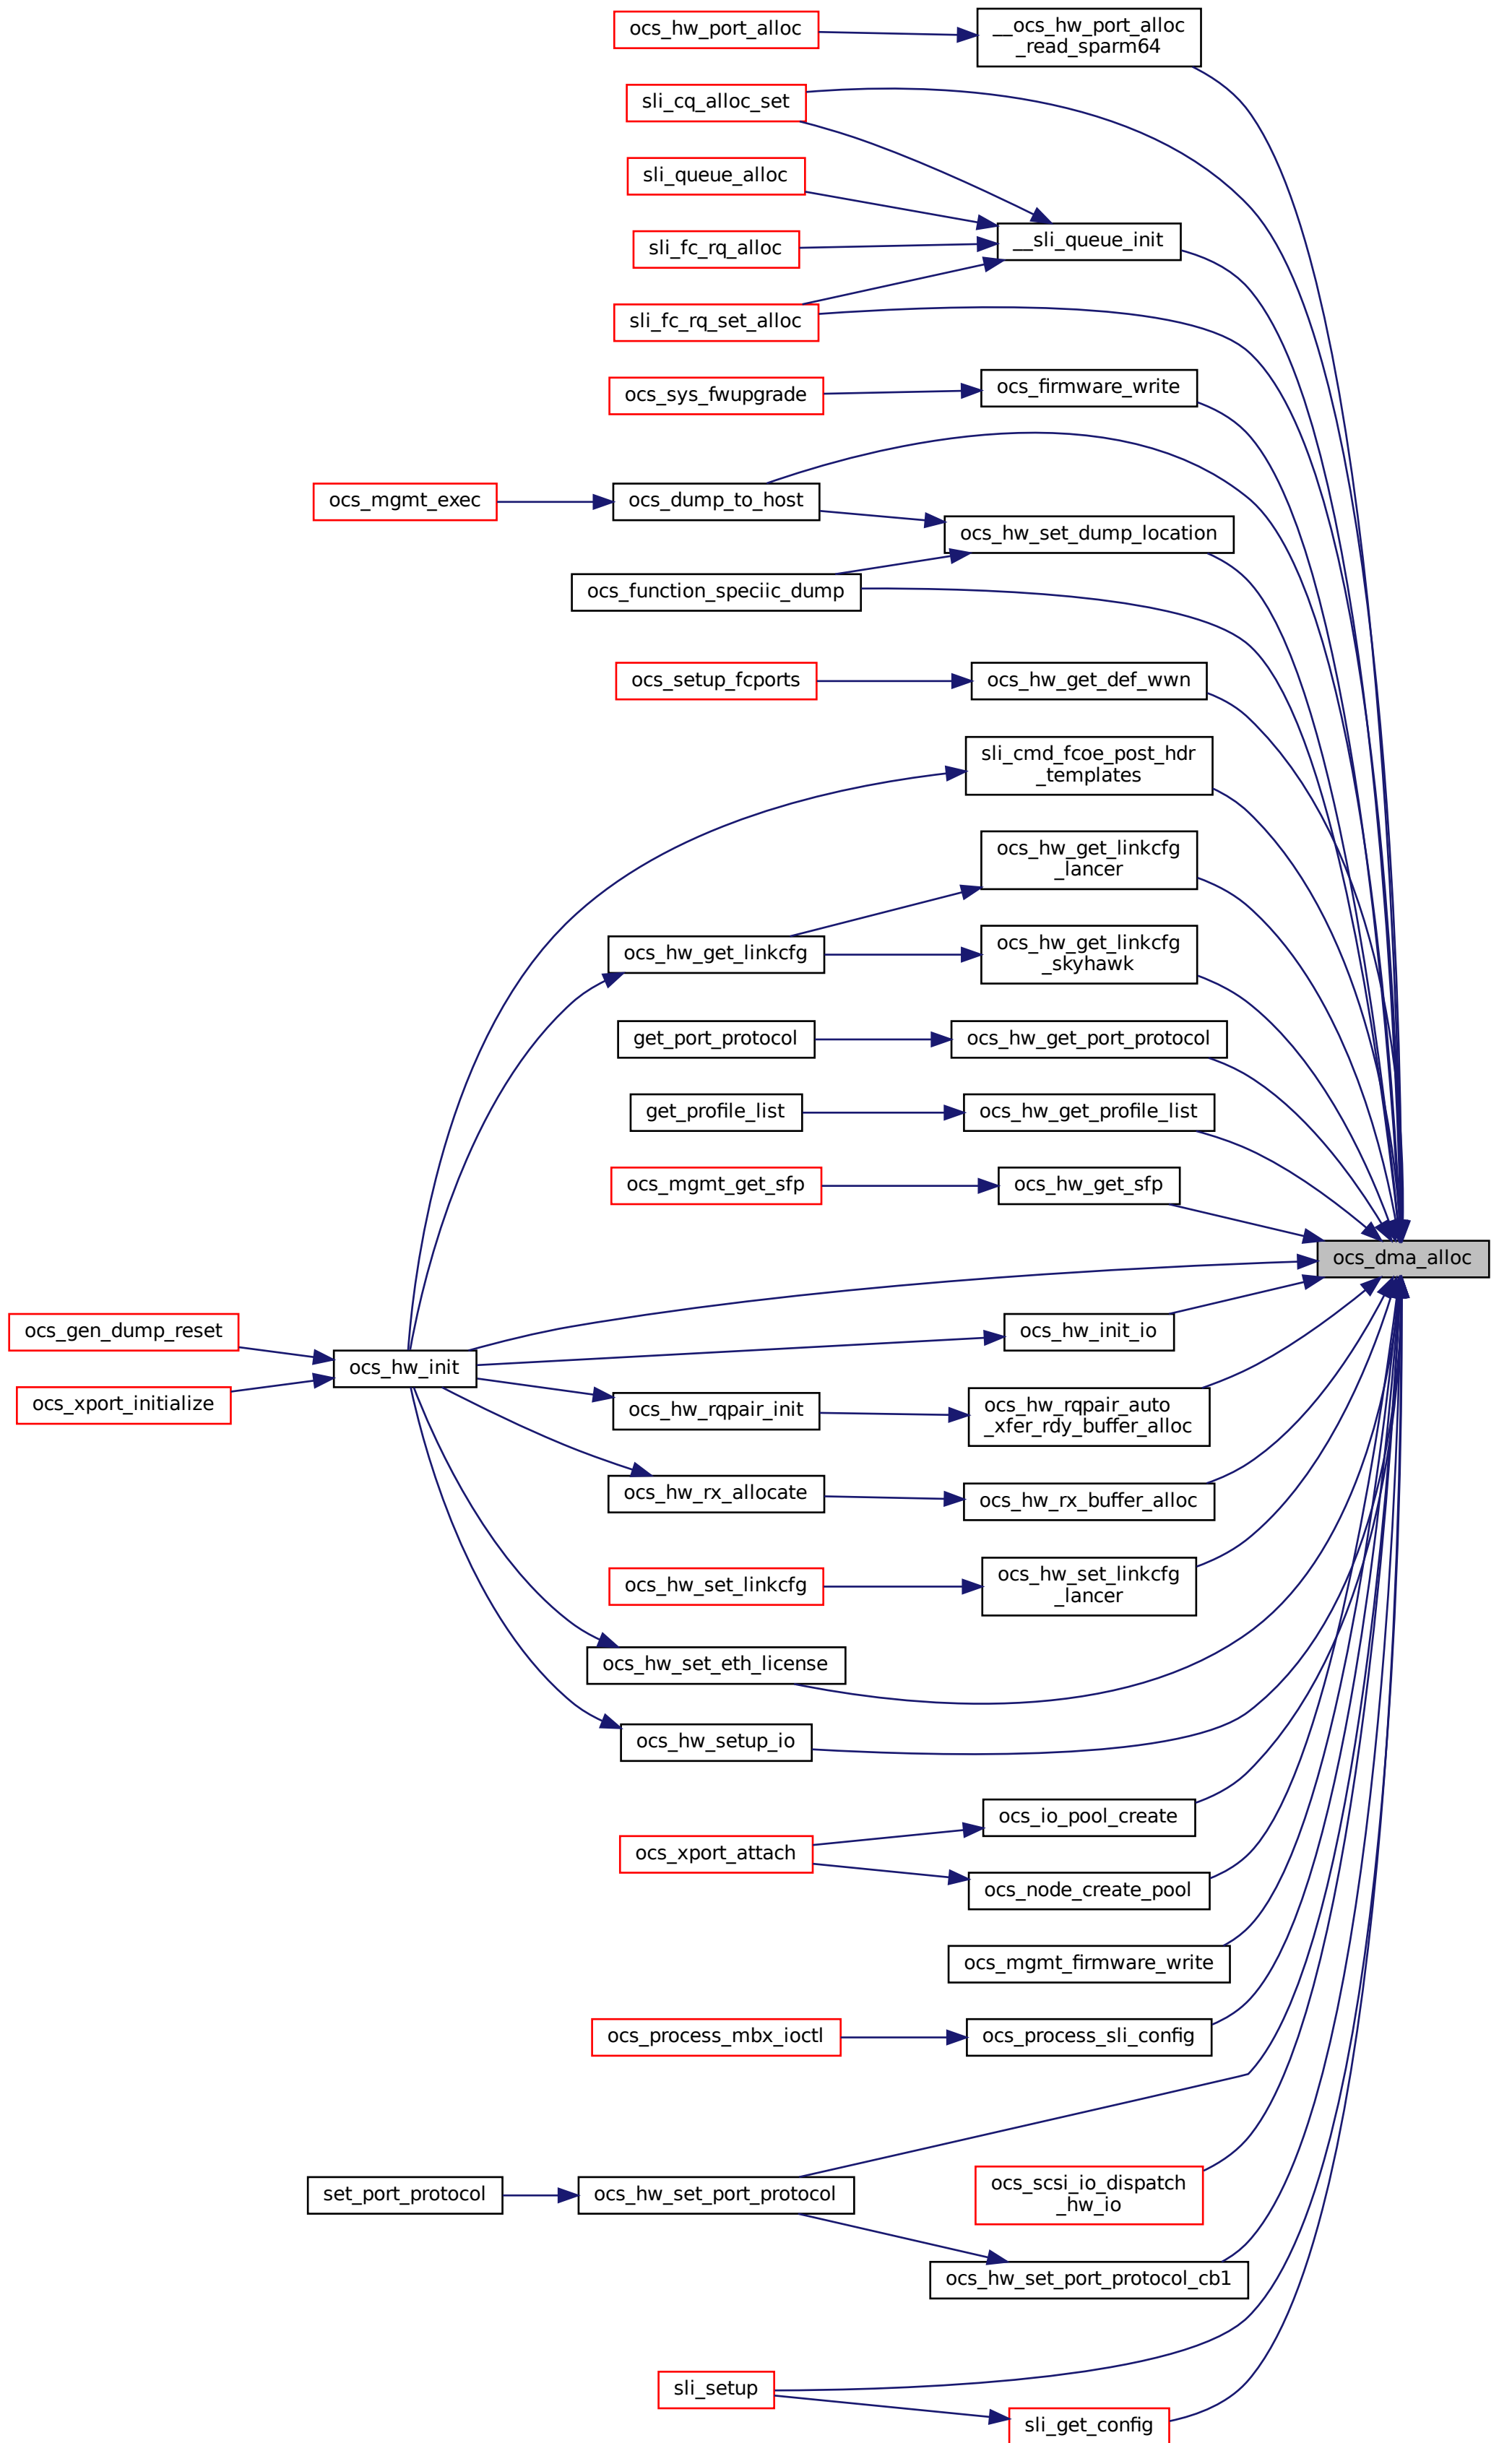 ocs_hw_port_alloc
__ocs_hw_port_alloc
_read_sparm64
sli_cq_alloc_set
sli_queue_alloc
__sli_queue_init
sli_fc_rq_alloc
sli_fc_rq_set_alloc
ocs_sys_fwupgrade
ocs_firmware_write
ocs_mgmt_exec
ocs_dump_to_host
ocs_hw_set_dump_location
ocs_function_speciic_dump
ocs_setup_fcports
ocs_hw_get_def_wwn
sli_cmd_fcoe_post_hdr
_templates
ocs_hw_get_linkcfg
_lancer
ocs_hw_get_linkcfg
ocs_hw_get_linkcfg
_skyhawk
get_port_protocol
ocs_hw_get_port_protocol
get_profile_list
ocs_hw_get_profile_list
ocs_mgmt_get_sfp
ocs_hw_get_sfp
ocs_dma_alloc
ocs_gen_dump_reset
ocs_hw_init_io
ocs_hw_init
ocs_xport_initialize
ocs_hw_rqpair_init
ocs_hw_rqpair_auto
_xfer_rdy_buffer_alloc
ocs_hw_rx_allocate
ocs_hw_rx_buffer_alloc
ocs_hw_set_linkcfg
ocs_hw_set_linkcfg
_lancer
ocs_hw_set_eth_license
ocs_hw_setup_io
ocs_io_pool_create
ocs_xport_attach
ocs_node_create_pool
ocs_mgmt_firmware_write
ocs_process_mbx_ioctl
ocs_process_sli_config
set_port_protocol
ocs_hw_set_port_protocol
ocs_scsi_io_dispatch
_hw_io
ocs_hw_set_port_protocol_cb1
sli_setup
sli_get_config